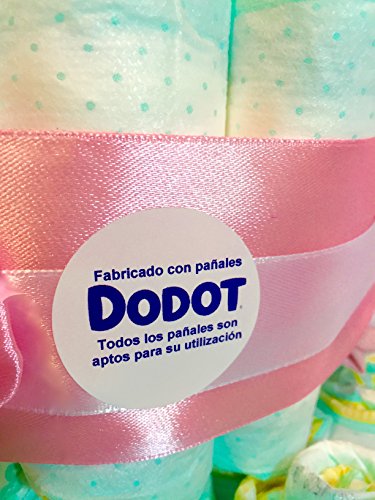 Fabricado con pañales
DODOT
Todos los pañales son
aptos para su utilización